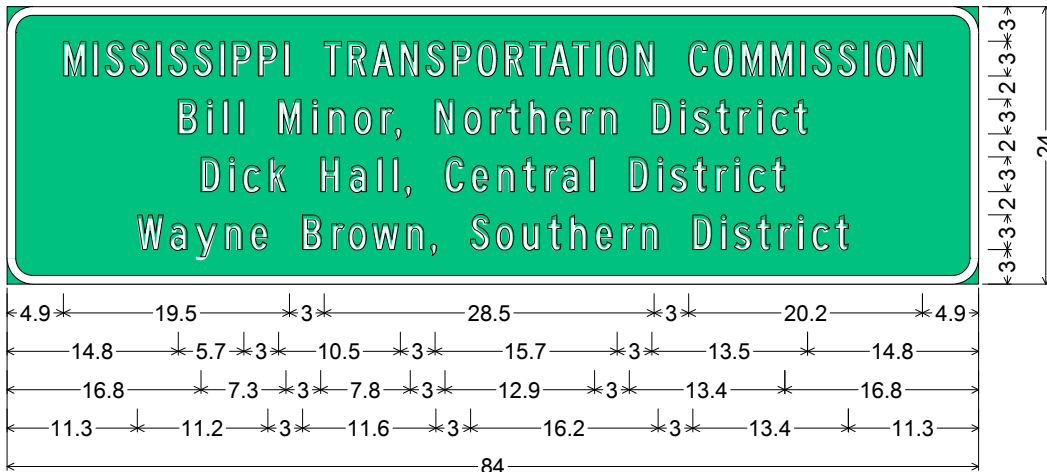 MISSISSIPPI TRANSPORTATION COMMISSION
Bill Minor, Northern District
Dick Hall, Central District
Wayne Brown, Southern District
3 3 2 3 2 3 2 3 3
24
4.9 19.5 3 28.5 3 20.2 4.9
14.8 5.7 3 10.5 3 15.7 3 13.5 14.8
16.8 7.3 3 7.8 3 12.9 3 13.4 16.8
11.3 11.2 3 11.6 3 16.2 3 13.4 11.3
84